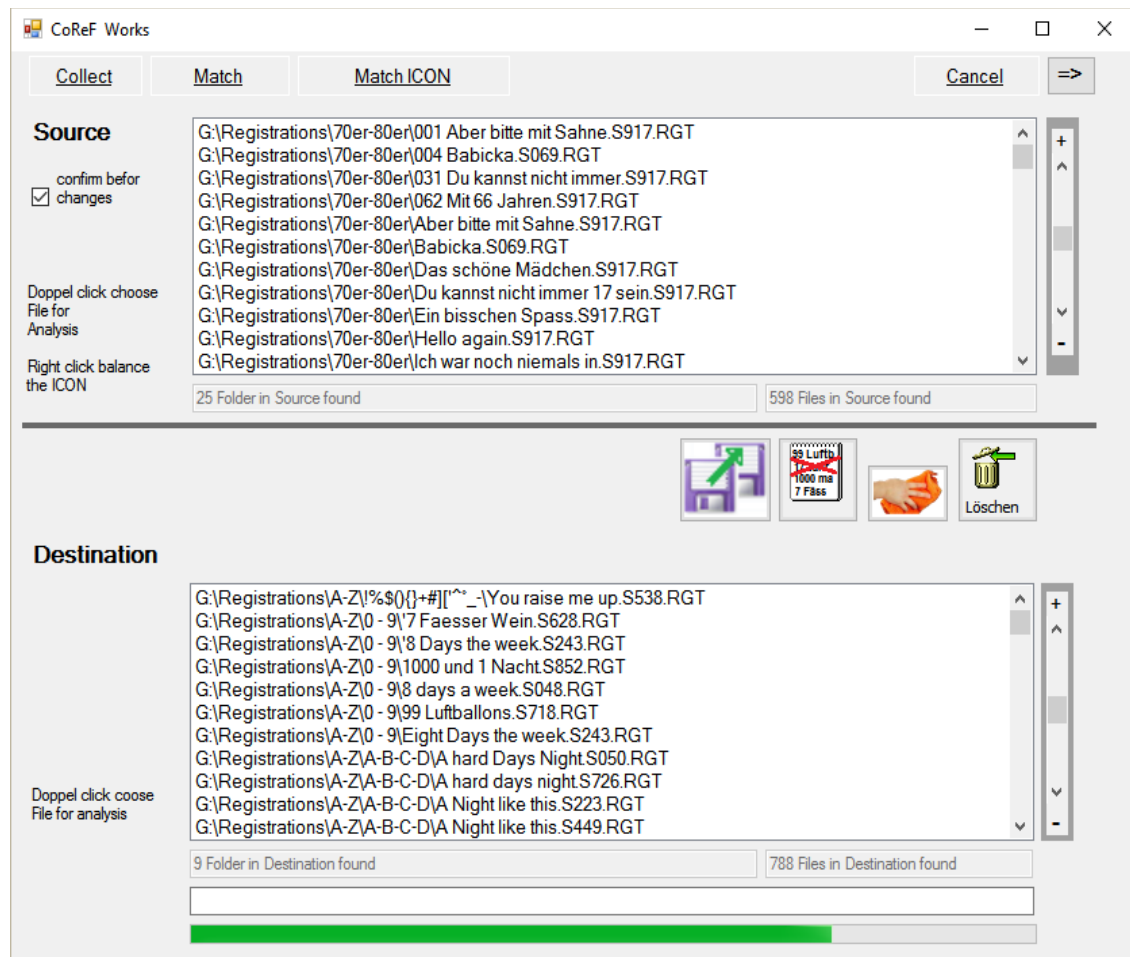 CoReF Works
Collect
Match
Match ICON
Cancel
=>
Source
confirm befor
changes
Doppel click choose
File for
Analysis
Right click balance
the ICON
G:\Registrations\70er-80er\001 Aber bitte mit Sahne.S917.RGT
G:\Registrations\70er-80er\004 Babicka.S069.RGT
G:\Registrations\70er-80er\031 Du kannst nicht immer.S917.RGT
G:\Registrations\70er-80er\062 Mit 66 Jahren.S917.RGT
G:\Registrations\70er-80er\Aber bitte mit Sahne.S917.RGT
G:\Registrations\70er-80er\Babicka.S069.RGT
G:\Registrations\70er-80er\Das schöne Mädchen.S917.RGT
G:\Registrations\70er-80er\Du kannst nicht immer 17 sein.S917.RGT
G:\Registrations\70er-80er\Ein bisschen Spass.S917.RGT
G:\Registrations\70er-80er\Hello again.S917.RGT
G:\Registrations\70er-80er\Ich war noch niemals in.S917.RGT
+
-
25 Folder in Source found
598 Files in Source found
99 Luftb
1000 ma
7 Fäss
Löschen
Destination
Doppel click coose
File for analysis
G:\Registrations\A-Z\!%$(){}+#]['^°_-\You raise me up.S538.RGT
G:\Registrations\A-Z\0 - 9\'7 Faesser Wein.S628.RGT
G:\Registrations\A-Z\0 - 9\'8 Days the week.S243.RGT
G:\Registrations\A-Z\0 - 9\1000 und 1 Nacht.S852.RGT
G:\Registrations\A-Z\0 - 9\8 days a week.S048.RGT
G:\Registrations\A-Z\0 - 9\99 Luftballons.S718.RGT
G:\Registrations\A-Z\0 - 9\Eight Days the week.S243.RGT
G:\Registrations\A-Z\A-B-C-D\A hard Days Night.S050.RGT
G:\Registrations\A-Z\A-B-C-D\A hard days night.S726.RGT
G:\Registrations\A-Z\A-B-C-D\A Night like this.S223.RGT
G:\Registrations\A-Z\A-B-C-D\A Night like this.S449.RGT
+
-
9 Folder in Destination found
788 Files in Destination found